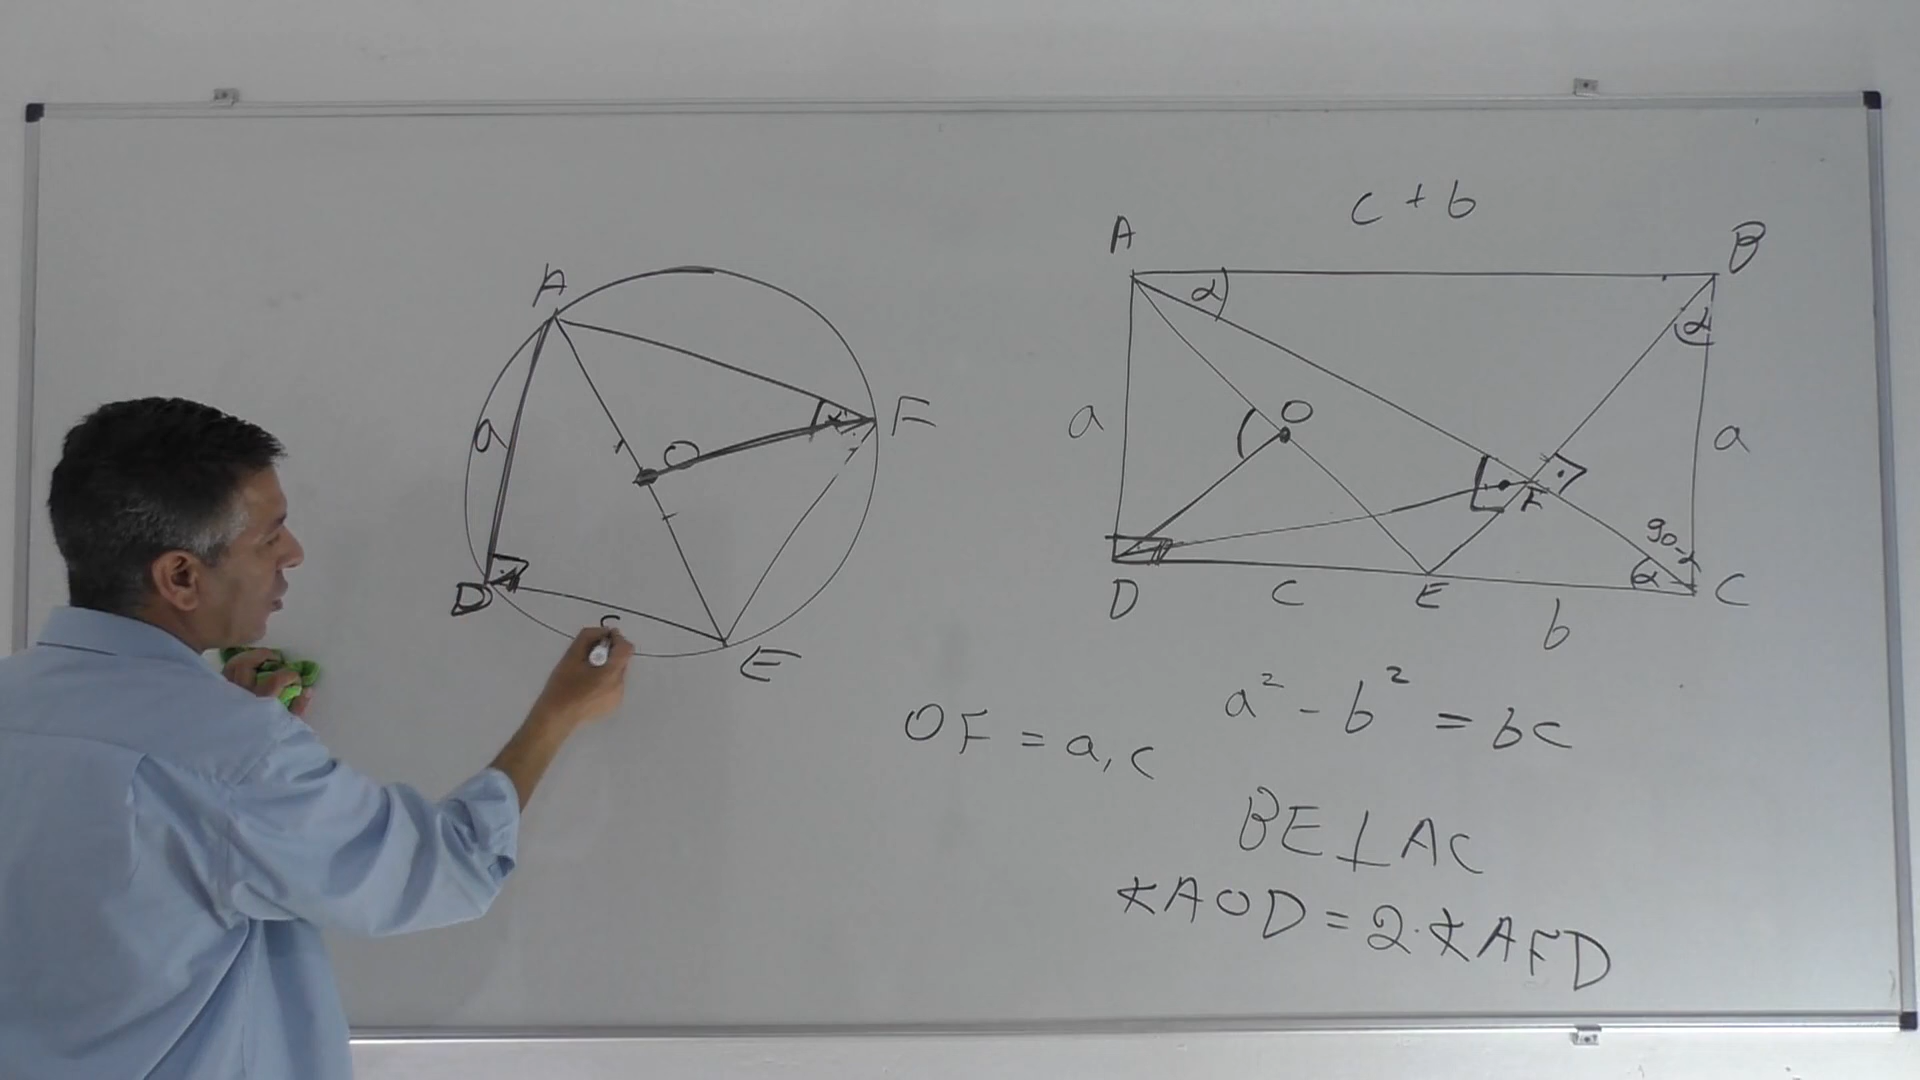 A
a
O
x
F
D
c
E
c + b
A
B
α
α
a
O
a
F
90-α
α
D
c
E
b
C
OF = a, c
a² - b² = bc
BE⊥AC
∢AOD = 2·∢AFD